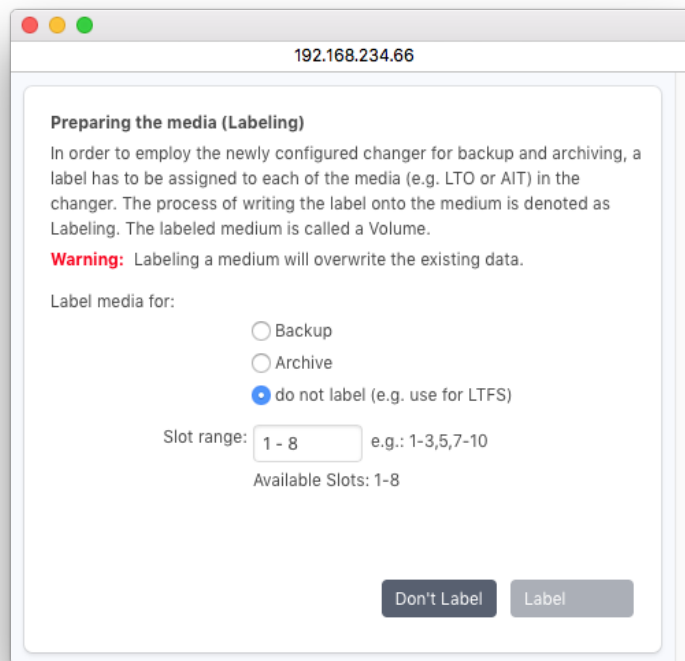 192.168.234.66
Preparing the media (Labeling)
In order to employ the newly configured changer for backup and archiving, a
label has to be assigned to each of the media (e.g. LTO or AIT) in the
changer. The process of writing the label onto the medium is denoted as
Labeling. The labeled medium is called a Volume.
Warning: Labeling a medium will overwrite the existing data.
Label media for:
Backup
Archive
do not label (e.g. use for LTFS)
Slot range: 1 - 8 e.g.: 1-3,5,7-10
Available Slots: 1-8
Don't Label Label